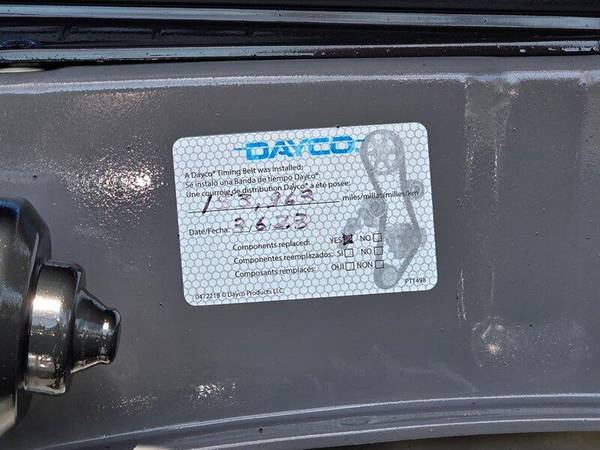 DAYCO
A Dayco® Timing Belt was installed:
Se instaló una Banda de tiempo Dayco®
Une courroie de distribution Dayco® a été posée:
153,963 miles/millas/milles/km
Date/Fecha: 3.6.23
Components replaced: YES NO
Componentes reemplazados: SÍ NO
Composants remplacés: OUI NON
047221B © Dayco Products LLC PT1498